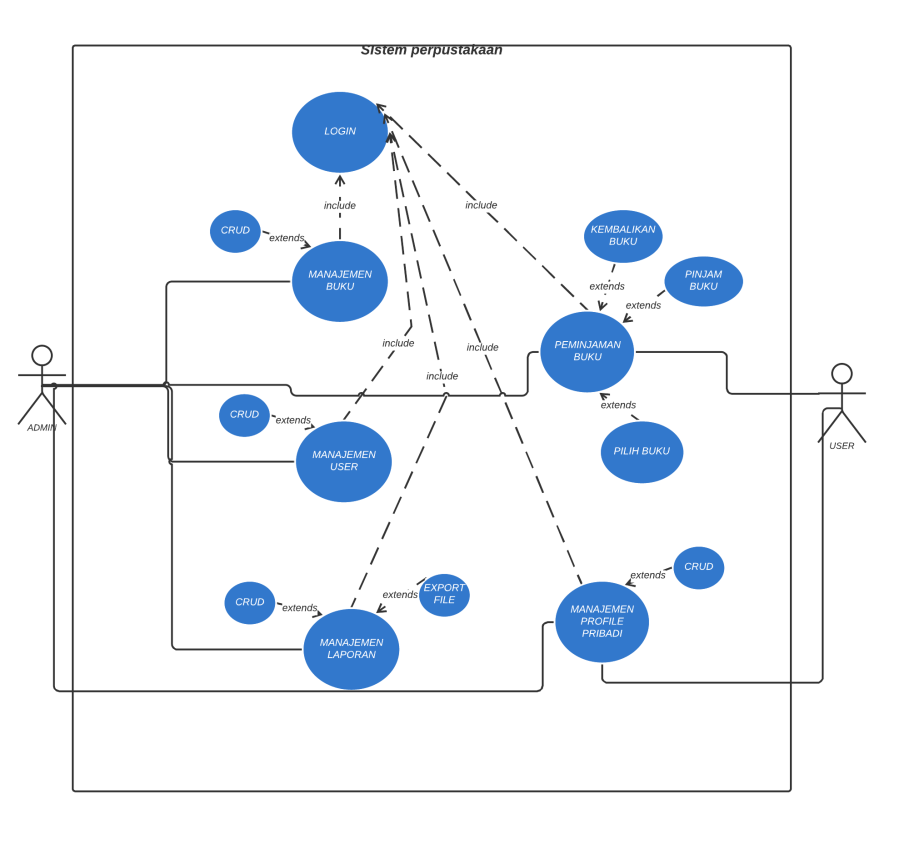 SIstem perpustakaan
LOGIN
include
include
CRUD
extends
MANAJEMEN
BUKU
KEMBALIKAN
BUKU
PINJAM
BUKU
extends
extends
PEMINJAMAN
BUKU
include
include
include
ADMIN
CRUD
extends
extends
USER
MANAJEMEN
USER
PILIH BUKU
CRUD
extends
EXPORT
FILE
extends
MANAJEMEN
LAPORAN
CRUD
extends
MANAJEMEN
PROFILE
PRIBADI